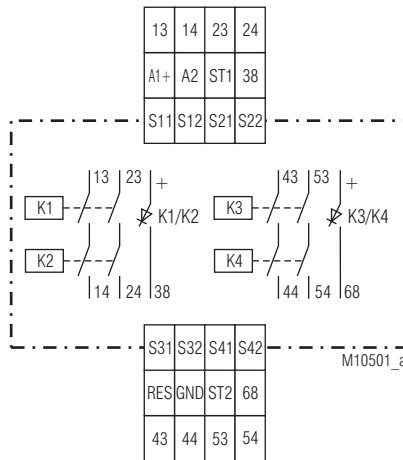 13 14 23 24
A1+ A2 ST1 38
S11 S12 S21 S22
13 23 + 43 53 +
K1 K1/K2 K3 K3/K4
K2 K4
14 24 38 44 54 68
S31 S32 S41 S42
M10501_a
RES GND ST2 68
43 44 53 54